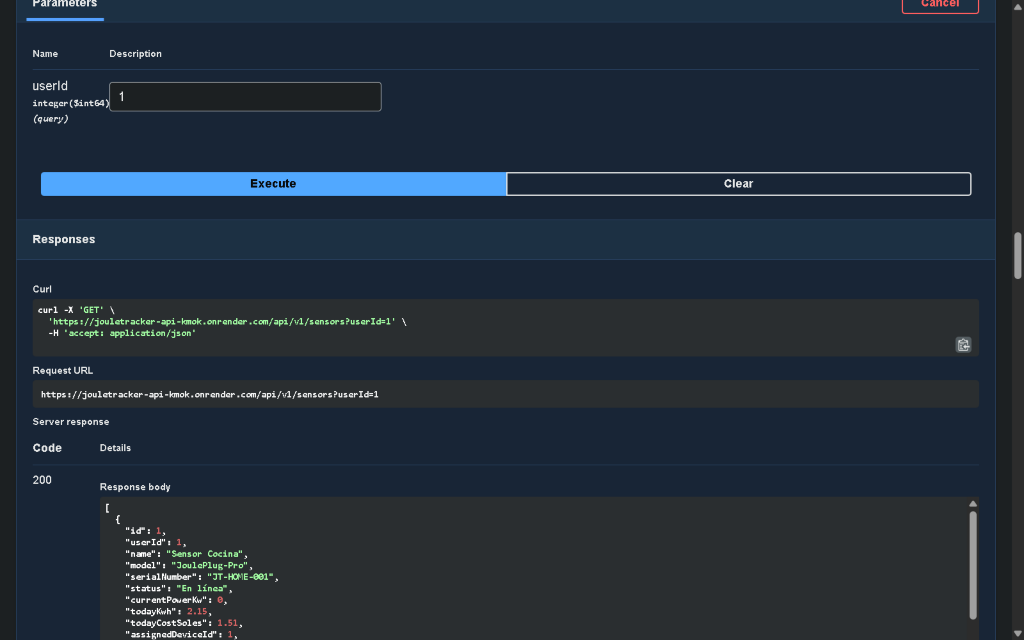 Parameters
Cancel
Name Description
userId
integer($int64)
(query)
1
Execute Clear
Responses
Curl
curl -X 'GET' \
'https://jouletracker-api-kmok.onrender.com/api/v1/sensors?userId=1' \
-H 'accept: application/json'
Request URL
https://jouletracker-api-kmok.onrender.com/api/v1/sensors?userId=1
Server response
Code Details
200
Response body
[
{
"id": 1,
"userId": 1,
"name": "Sensor Cocina",
"model": "JoulePlug-Pro",
"serialNumber": "JT-HOME-001",
"status": "En línea",
"currentPowerKw": 0,
"todayKwh": 2.15,
"todayCostSoles": 1.51,
"assignedDeviceId": 1,